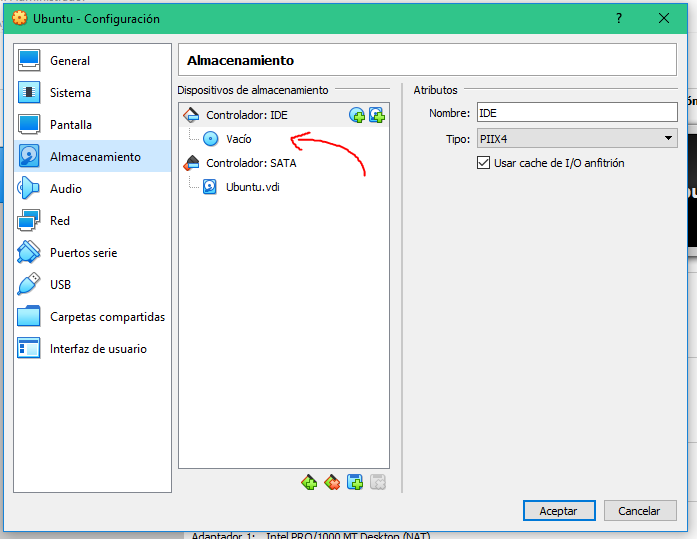 Ubuntu - Configuración
?
General
Sistema
Pantalla
Almacenamiento
Audio
Red
Puertos serie
USB
Carpetas compartidas
Interfaz de usuario
Almacenamiento
Dispositivos de almacenamiento
Controlador: IDE
Vacío
Controlador: SATA
Ubuntu.vdi
Atributos
Nombre: IDE
Tipo: PIIX4
Usar cache de I/O anfitrión
Aceptar
Cancelar
Adaptador 1: Intel PRO/1000 MT Desktop (NAT)